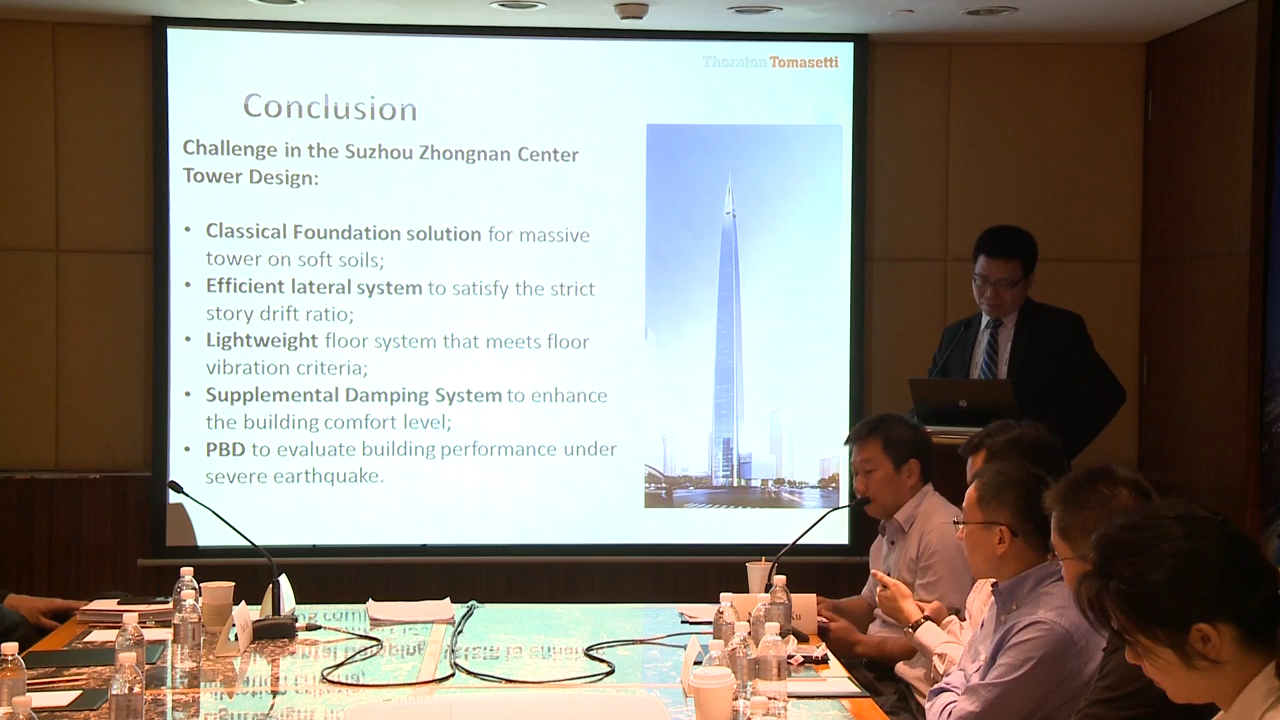 Thornton Tomasetti
Conclusion
Challenge in the Suzhou Zhongnan Center
Tower Design:
• Classical Foundation solution for massive
tower on soft soils;
• Efficient lateral system to satisfy the strict
story drift ratio;
• Lightweight floor system that meets floor
vibration criteria;
• Supplemental Damping System to enhance
the building comfort level;
• PBD to evaluate building performance under
severe earthquake.